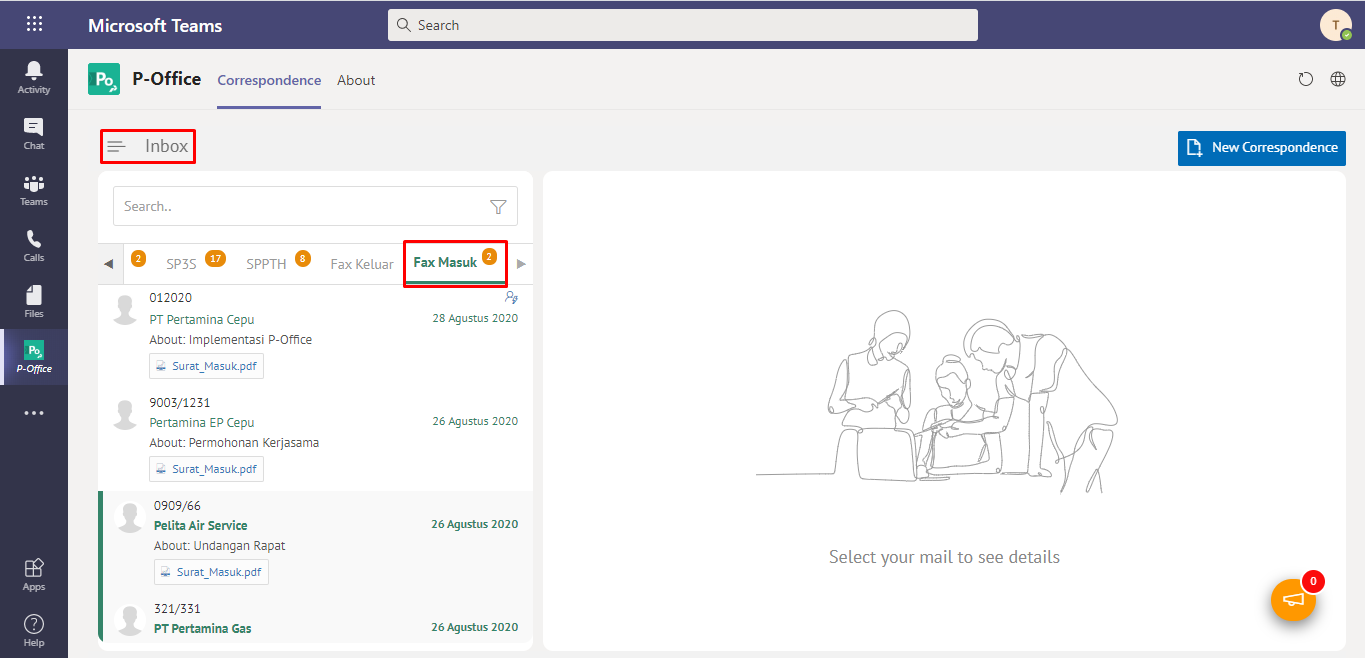 Microsoft Teams
Search
T
Activity
Chat
Teams
Calls
Files
P-Office
Apps
Help
Po
P-Office
Correspondence
About
Inbox
New Correspondence
Search..
2
SP3S 17
SPPTH 8
Fax Keluar
Fax Masuk 2
012020
PT Pertamina Cepu 28 Agustus 2020
About: Implementasi P-Office
Surat_Masuk.pdf
9003/1231
Pertamina EP Cepu 26 Agustus 2020
About: Permohonan Kerjasama
Surat_Masuk.pdf
0909/66
Pelita Air Service 26 Agustus 2020
About: Undangan Rapat
Surat_Masuk.pdf
321/331
PT Pertamina Gas 26 Agustus 2020
Select your mail to see details
0